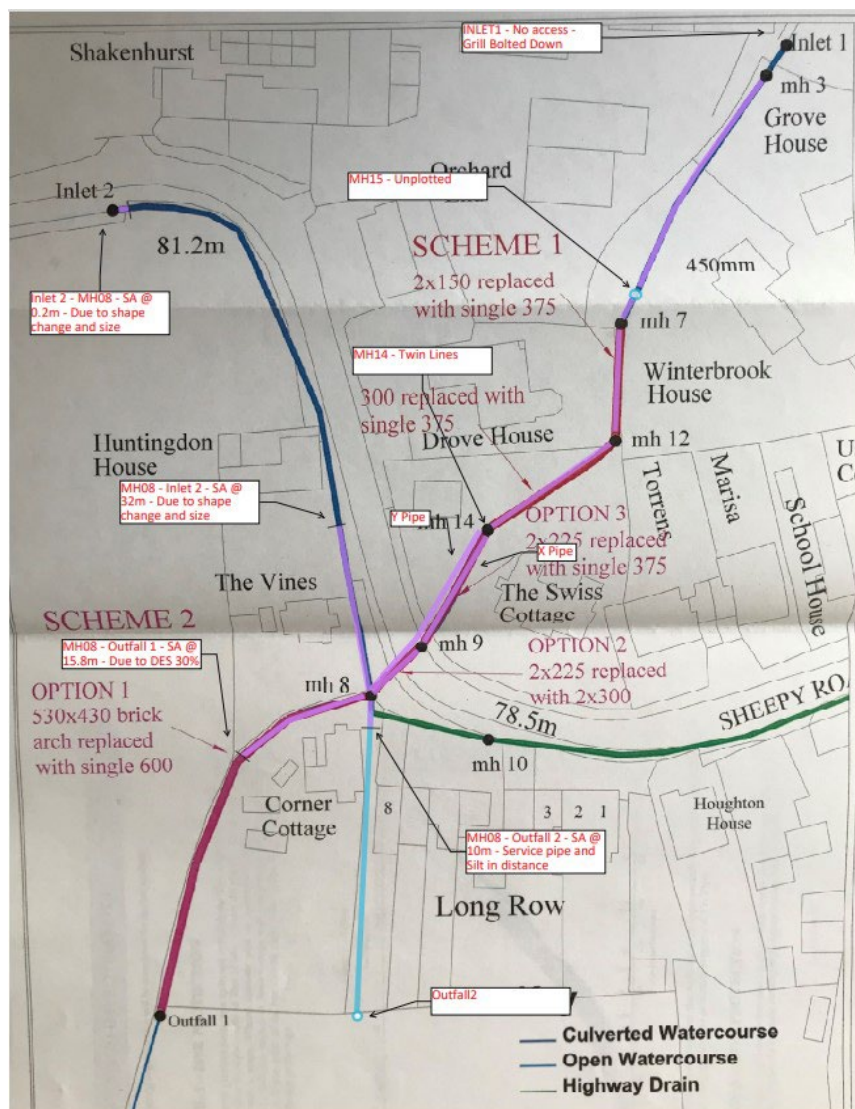 INLET1 - No access -
Grill Bolted Down
Inlet 1
Shakenhurst
mh 3
Grove
House
Orchard
MH15 - Unplotted
Inlet 2
81.2m
SCHEME 1
2x150 replaced
with single 375
450mm
Inlet 2 - MH08 - SA @
0.2m - Due to shape
change and size
mh 7
MH14 - Twin Lines
Winterbrook
House
300 replaced with
single 375
Drove House
mh 12
Huntingdon
House
Torrens
Marisa
School House
MH08 - Inlet 2 - SA @
32m - Due to shape
change and size
Y Pipe
mh 14
OPTION 3
2x225 replaced
with single 375
X Pipe
The Vines
The Swiss
Cottage
SCHEME 2
MH08 - Outfall 1 - SA @
15.8m - Due to DES 30%
mh 9
OPTION 2
2x225 replaced
with 2x300
mh 8
OPTION 1
530x430 brick
arch replaced
with single 600
78.5m
SHEEPY ROA
mh 10
Corner
Cottage
8
3
2
1
Houghton
House
MH08 - Outfall 2 - SA @
10m - Service pipe and
Silt in distance
Long Row
Outfall2
Outfall 1
Culverted Watercourse
Open Watercourse
Highway Drain